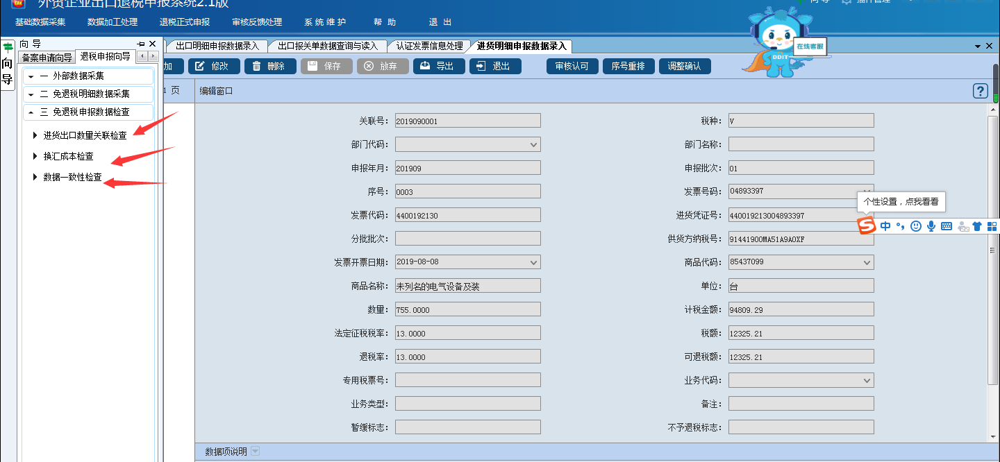 外贸企业出口退税申报系统2.1版
向导
基础数据采集 数据加工处理 退税正式申报 审核反馈处理 系统维护 帮助 退出
在线客服
DDIT
向导
向 导
备案申请向导 退税申报向导
一 外部数据采集
二 免退税明细数据采集
三 免退税申报数据检查
进货出口数量关联检查
换汇成本检查
数据一致性检查
出口明细申报数据录入 出口报关单数据查询与读入 认证发票信息处理 进货明细申报数据录入
加 修改 删除 保存 放弃 导出 退出 审核认可 序号重排 调整确认
页 编辑窗口 ?
关联号: 2019090001 税种: V
部门代码: 部门名称:
申报年月: 201909 申报批次: 01
序号: 0003 发票号码: 04893397
个性设置，点我看看
发票代码: 4400192130 进货凭证号: 440019213004893397
S 中
分批批次: 供货方纳税号: 91441900MA51A9A0XF
发票开票日期: 2019-08-08 商品代码: 85437099
商品名称: 未列名的电气设备及装 单位: 台
数量: 755.0000 计税金额: 94809.29
法定征税税率: 13.0000 税额: 12325.21
退税率: 13.0000 可退税额: 12325.21
专用税票号: 业务代码:
业务类型: 备注:
暂缓标志: 不予退税标志:
数据项说明